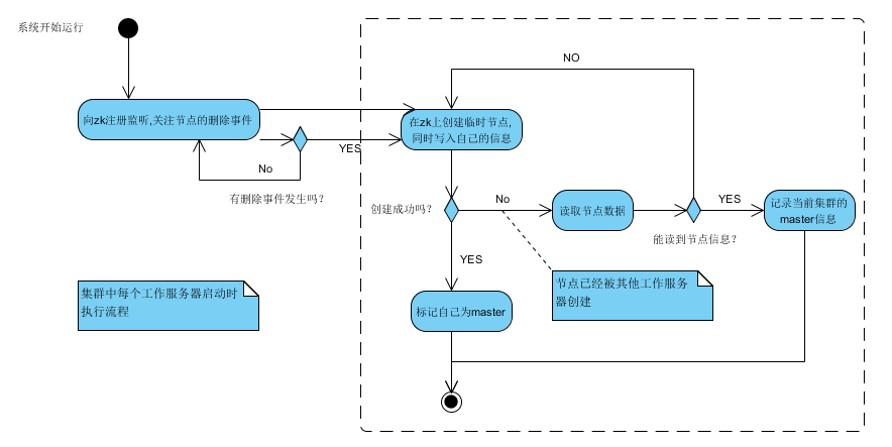 系统开始运行
NO
向zk注册监听,关注节点的删除事件
在zk上创建临时节点,
同时写入自己的信息
YES
No
有删除事件发生吗?
创建成功吗?
No
读取节点数据
YES
记录当前集群的
master信息
能读到节点信息?
YES
集群中每个工作服务器启动时
执行流程
节点已经被其他工作服务
器创建
标记自己为master